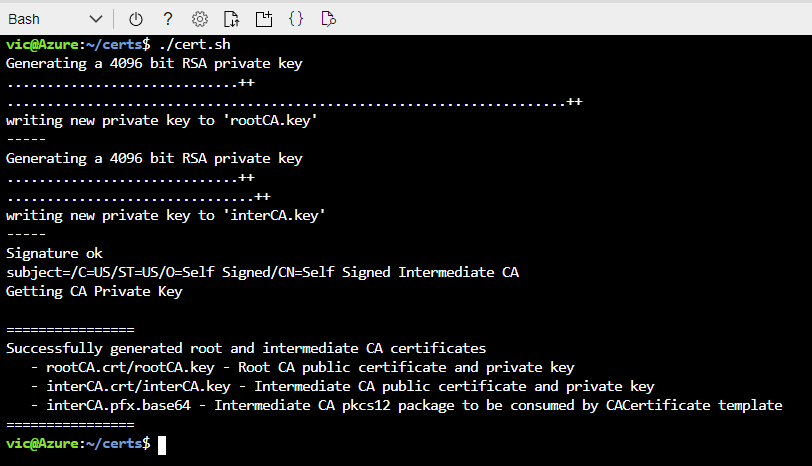 Bash
vic@Azure:~/certs$ ./cert.sh
Generating a 4096 bit RSA private key
.............................++
......................................................................++
writing new private key to 'rootCA.key'
-----
Generating a 4096 bit RSA private key
.............................++
...............................++
writing new private key to 'interCA.key'
-----
Signature ok
subject=/C=US/ST=US/O=Self Signed/CN=Self Signed Intermediate CA
Getting CA Private Key
================
Successfully generated root and intermediate CA certificates
- rootCA.crt/rootCA.key - Root CA public certificate and private key
- interCA.crt/interCA.key - Intermediate CA public certificate and private key
- interCA.pfx.base64 - Intermediate CA pkcs12 package to be consumed by CACertificate template
================
vic@Azure:~/certs$